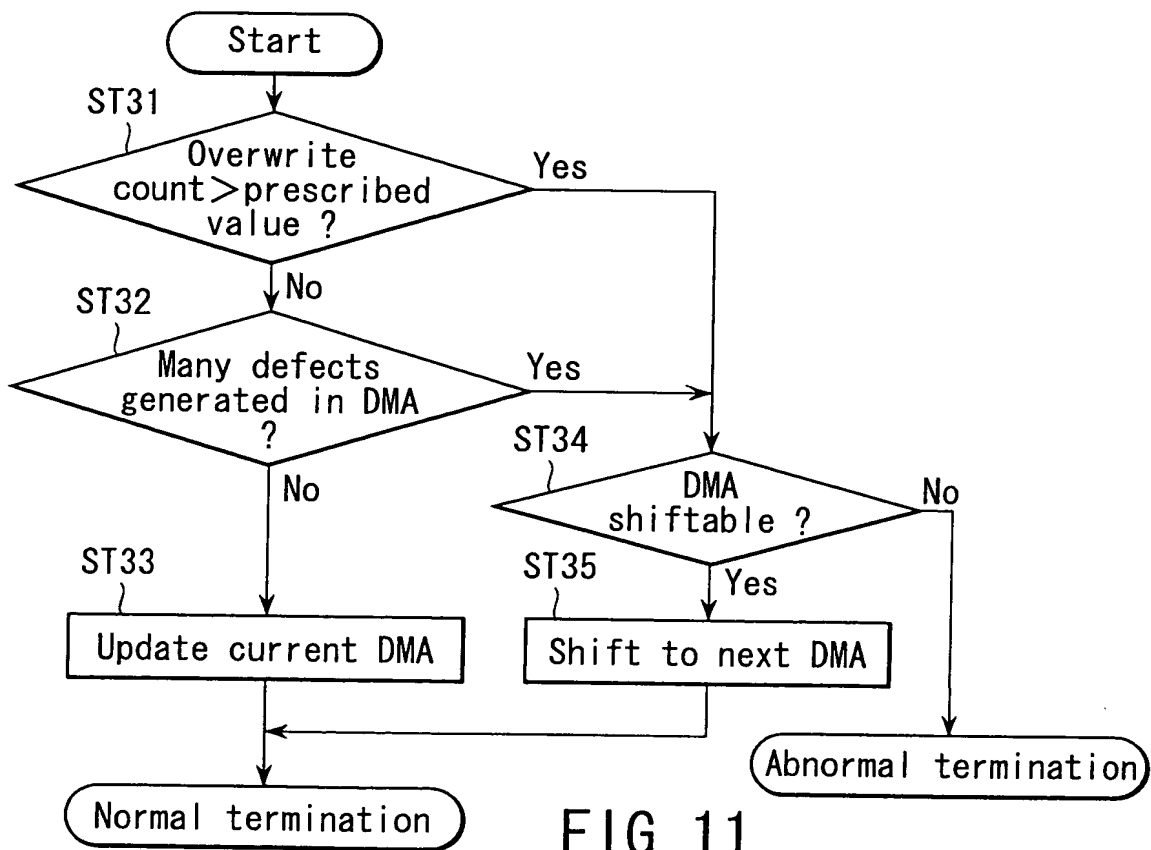 Start
ST31
Overwrite
count>prescribed
value ?
Yes
No
ST32
Many defects
generated in DMA
?
Yes
No
ST34
DMA
shiftable ?
No
Yes
ST33
Update current DMA
ST35
Shift to next DMA
Normal termination
Abnormal termination
FIG 11